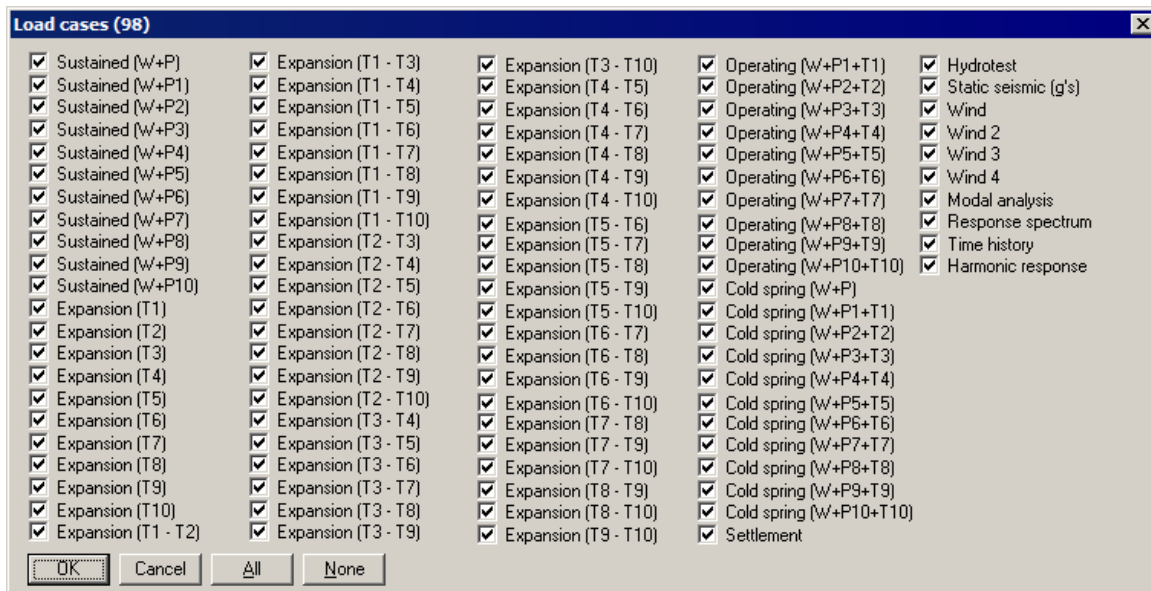 Load cases (98)
Sustained (W+P)
Sustained (W+P1)
Sustained (W+P2)
Sustained (W+P3)
Sustained (W+P4)
Sustained (W+P5)
Sustained (W+P6)
Sustained (W+P7)
Sustained (W+P8)
Sustained (W+P9)
Sustained (W+P10)
Expansion (T1)
Expansion (T2)
Expansion (T3)
Expansion (T4)
Expansion (T5)
Expansion (T6)
Expansion (T7)
Expansion (T8)
Expansion (T9)
Expansion (T10)
Expansion (T1 - T2)
Expansion (T1 - T3)
Expansion (T1 - T4)
Expansion (T1 - T5)
Expansion (T1 - T6)
Expansion (T1 - T7)
Expansion (T1 - T8)
Expansion (T1 - T9)
Expansion (T1 - T10)
Expansion (T2 - T3)
Expansion (T2 - T4)
Expansion (T2 - T5)
Expansion (T2 - T6)
Expansion (T2 - T7)
Expansion (T2 - T8)
Expansion (T2 - T9)
Expansion (T2 - T10)
Expansion (T3 - T4)
Expansion (T3 - T5)
Expansion (T3 - T6)
Expansion (T3 - T7)
Expansion (T3 - T8)
Expansion (T3 - T9)
Expansion (T3 - T10)
Expansion (T4 - T5)
Expansion (T4 - T6)
Expansion (T4 - T7)
Expansion (T4 - T8)
Expansion (T4 - T9)
Expansion (T4 - T10)
Expansion (T5 - T6)
Expansion (T5 - T7)
Expansion (T5 - T8)
Expansion (T5 - T9)
Expansion (T5 - T10)
Expansion (T6 - T7)
Expansion (T6 - T8)
Expansion (T6 - T9)
Expansion (T6 - T10)
Expansion (T7 - T8)
Expansion (T7 - T9)
Expansion (T7 - T10)
Expansion (T8 - T9)
Expansion (T8 - T10)
Expansion (T9 - T10)
Operating (W+P1+T1)
Operating (W+P2+T2)
Operating (W+P3+T3)
Operating (W+P4+T4)
Operating (W+P5+T5)
Operating (W+P6+T6)
Operating (W+P7+T7)
Operating (W+P8+T8)
Operating (W+P9+T9)
Operating (W+P10+T10)
Cold spring (W+P)
Cold spring (W+P1+T1)
Cold spring (W+P2+T2)
Cold spring (W+P3+T3)
Cold spring (W+P4+T4)
Cold spring (W+P5+T5)
Cold spring (W+P6+T6)
Cold spring (W+P7+T7)
Cold spring (W+P8+T8)
Cold spring (W+P9+T9)
Cold spring (W+P10+T10)
Settlement
Hydrotest
Static seismic (g's)
Wind
Wind 2
Wind 3
Wind 4
Modal analysis
Response spectrum
Time history
Harmonic response
OK
Cancel
All
None